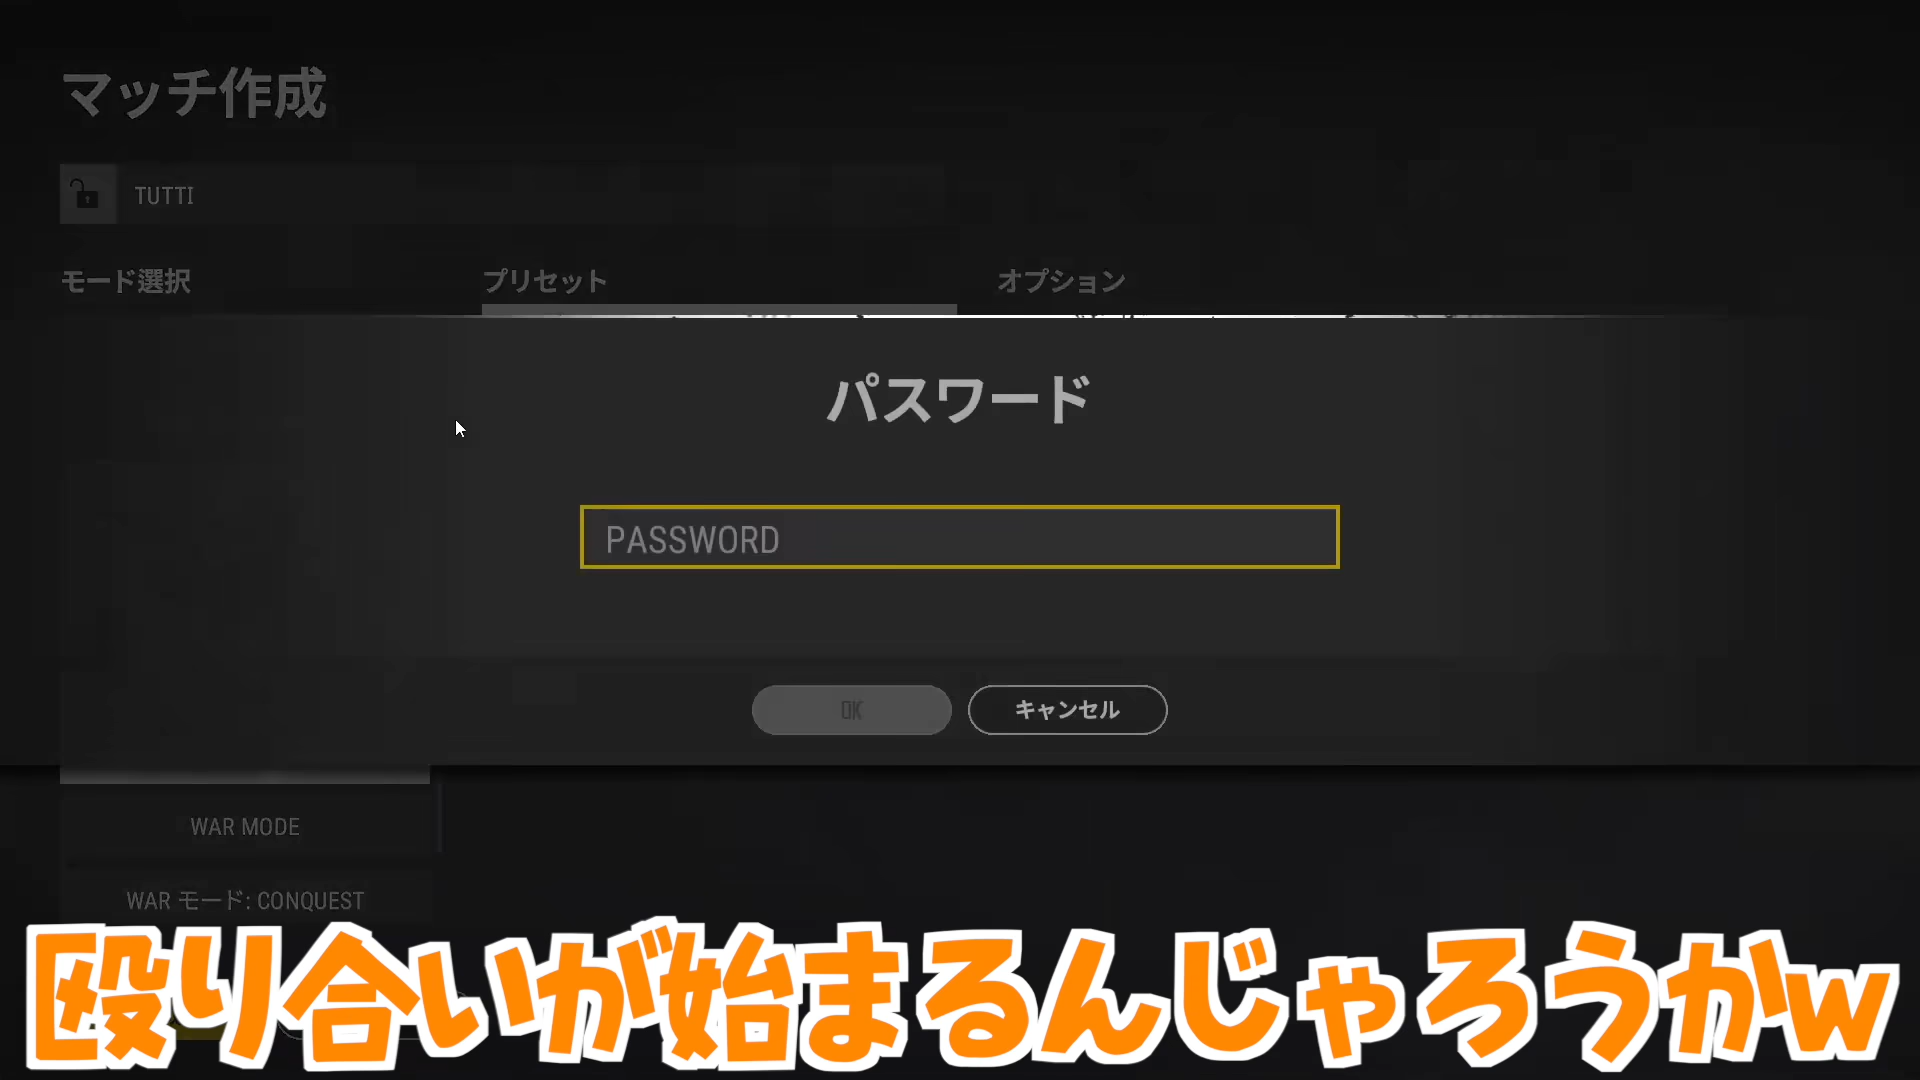 マッチ作成
TUTTI
モード選択
プリセット
オプション
パスワード
PASSWORD
OK
キャンセル
WAR MODE
WAR モード: CONQUEST
殴り合いが始まるんじゃろうかw